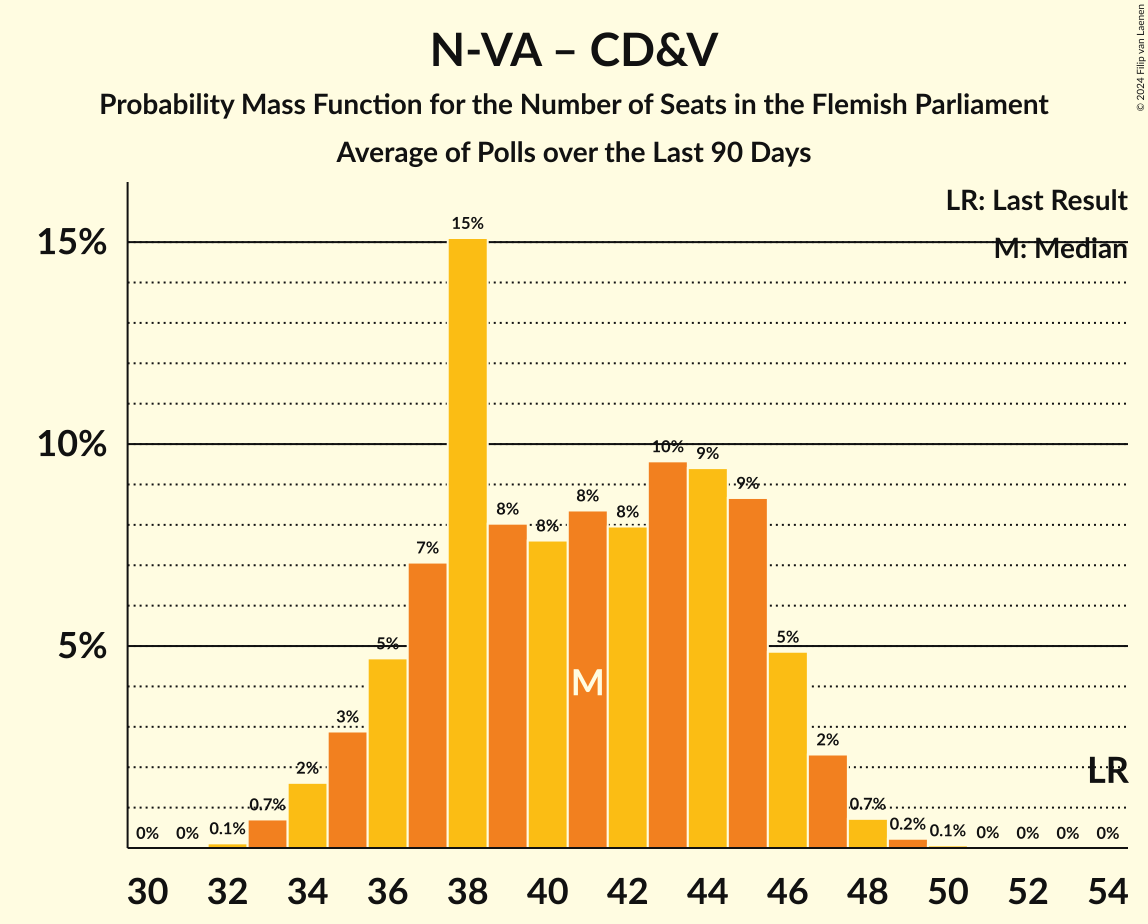 N-VA – CD&V
Probability Mass Function for the Number of Seats in the Flemish Parliament
Average of Polls over the Last 90 Days
© 2024 Filip van Laenen
LR: Last Result
M: Median
15%
10%
5%
0% 0% 0.1% 0.7% 2% 3% 5% 7% 15% 8% 8% 8% 8% 10% 9% 9% 5% 2% 0.7% 0.2% 0.1% 0% 0% 0% 0%
M
LR
30 32 34 36 38 40 42 44 46 48 50 52 54